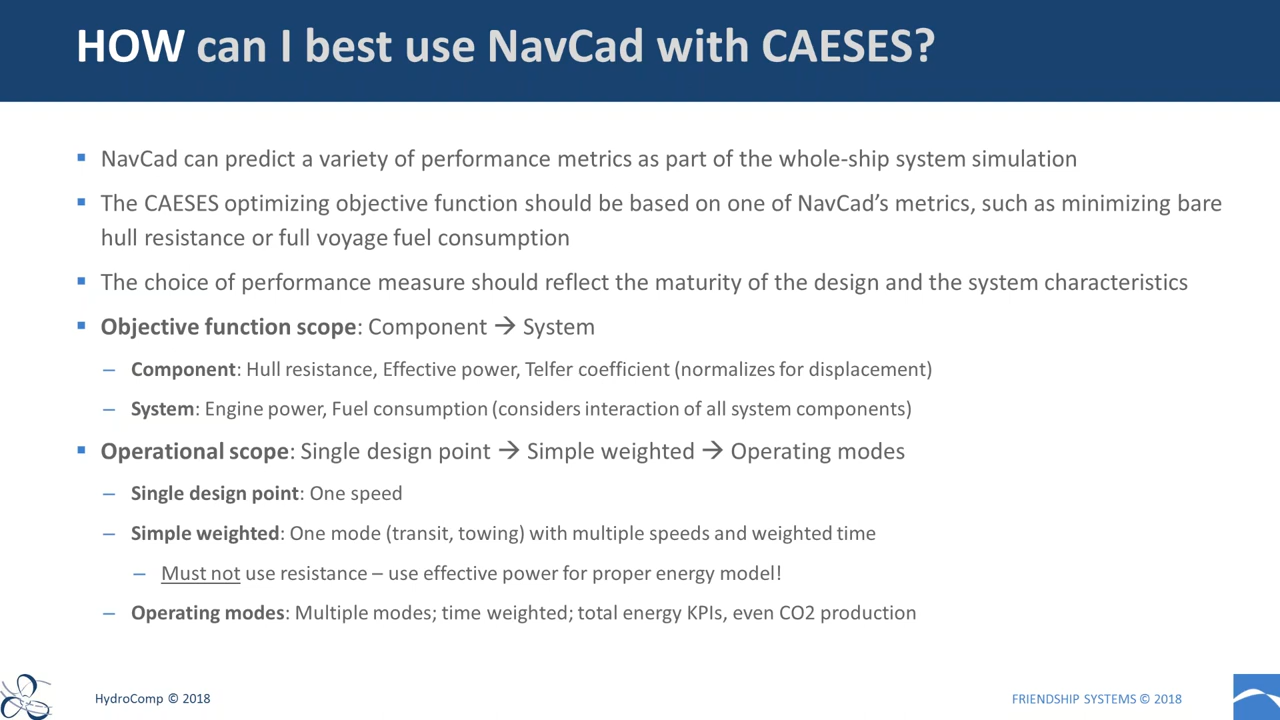 HOW can I best use NavCad with CAESES?
▪ NavCad can predict a variety of performance metrics as part of the whole-ship system simulation
▪ The CAESES optimizing objective function should be based on one of NavCad’s metrics, such as minimizing bare
hull resistance or full voyage fuel consumption
▪ The choice of performance measure should reflect the maturity of the design and the system characteristics
▪ Objective function scope: Component → System
– Component: Hull resistance, Effective power, Telfer coefficient (normalizes for displacement)
– System: Engine power, Fuel consumption (considers interaction of all system components)
▪ Operational scope: Single design point → Simple weighted → Operating modes
– Single design point: One speed
– Simple weighted: One mode (transit, towing) with multiple speeds and weighted time
– Must not use resistance – use effective power for proper energy model!
– Operating modes: Multiple modes; time weighted; total energy KPIs, even CO2 production
HydroComp © 2018
FRIENDSHIP SYSTEMS © 2018